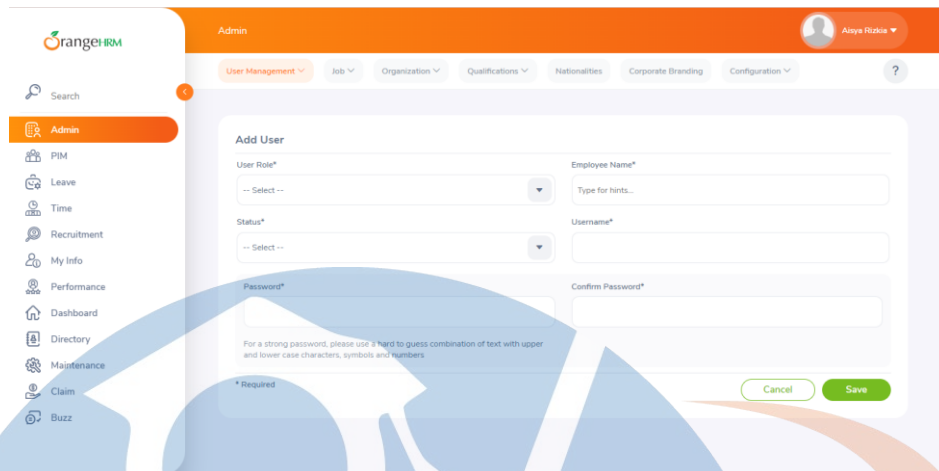 OrangeHRM
Admin
Aisya Rizkia
User Management
Job
Organization
Qualifications
Nationalities
Corporate Branding
Configuration
?
Search
Admin
PIM
Leave
Time
Recruitment
My Info
Performance
Dashboard
Directory
Maintenance
Claim
Buzz
Add User
User Role*
Employee Name*
-- Select --
Type for hints...
Status*
Username*
-- Select --
Password*
Confirm Password*
For a strong password, please use a hard to guess combination of text with upper
and lower case characters, symbols and numbers
* Required
Cancel
Save